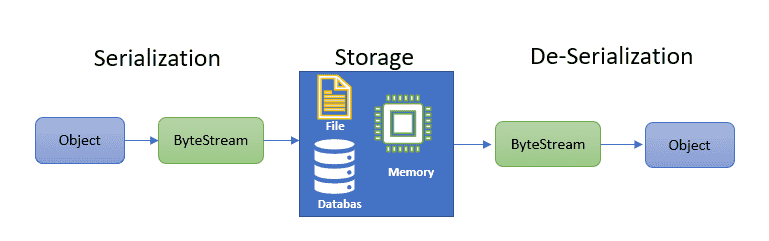 Serialization
Storage
De-Serialization
Object
ByteStream
File
Memory
Databas
ByteStream
Object